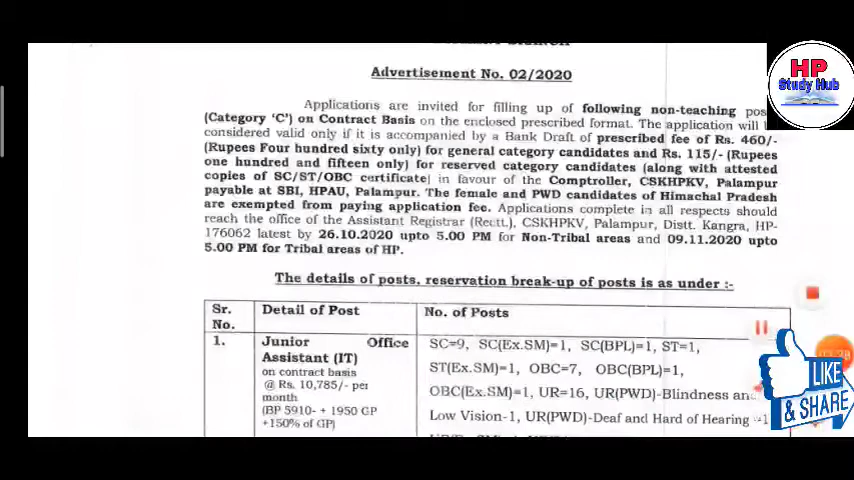 Advertisement No. 02/2020
Applications are invited for filling up of following non-teaching
(Category 'C') on Contract Basis on the enclosed prescribed format. The application will
considered valid only if it is accompanied by a Bank Draft of prescribed fee of Rs. 460/-
(Rupees Four hundred sixty only) for general category candidates and Rs. 115/- (Rupees
one hundred and fifteen only) for reserved category candidates (along with attested
copies of SC/ST/OBC certificate) in favour of the Comptroller, CSKHPKV, Palampur
payable at SBI, HPAU, Palampur. The female and PWD candidates of Himachal Pradesh
are exempted from paying application fee. Applications complete in all respects should
reach the office of the Assistant Registrar (Rectt.), CSKHPKV, Palampur, Distt. Kangra, HP-
176062 latest by 26.10.2020 upto 5.00 PM for Non-Tribal areas and 09.11.2020 upto
5.00 PM for Tribal areas of HP.
The details of posts, reservation break-up of posts is as under :-
Sr. No.
Detail of Post
No. of Posts
1.
Junior Office
Assistant (IT)
on contract basis
@ Rs. 10,785/- per
month
(BP 5910- + 1950 GP
+150% of GP)
SC=9, SC(Ex.SM)=1, SC(BPL)=1, ST=1,
ST(Ex.SM)=1, OBC=7, OBC(BPL)=1,
OBC(Ex.SM)=1, UR=16, UR(PWD)-Blindness
Low Vision-1, UR(PWD)-Deaf and Hard of Hearing
HP
Study Hub
LIKE
& SHARE